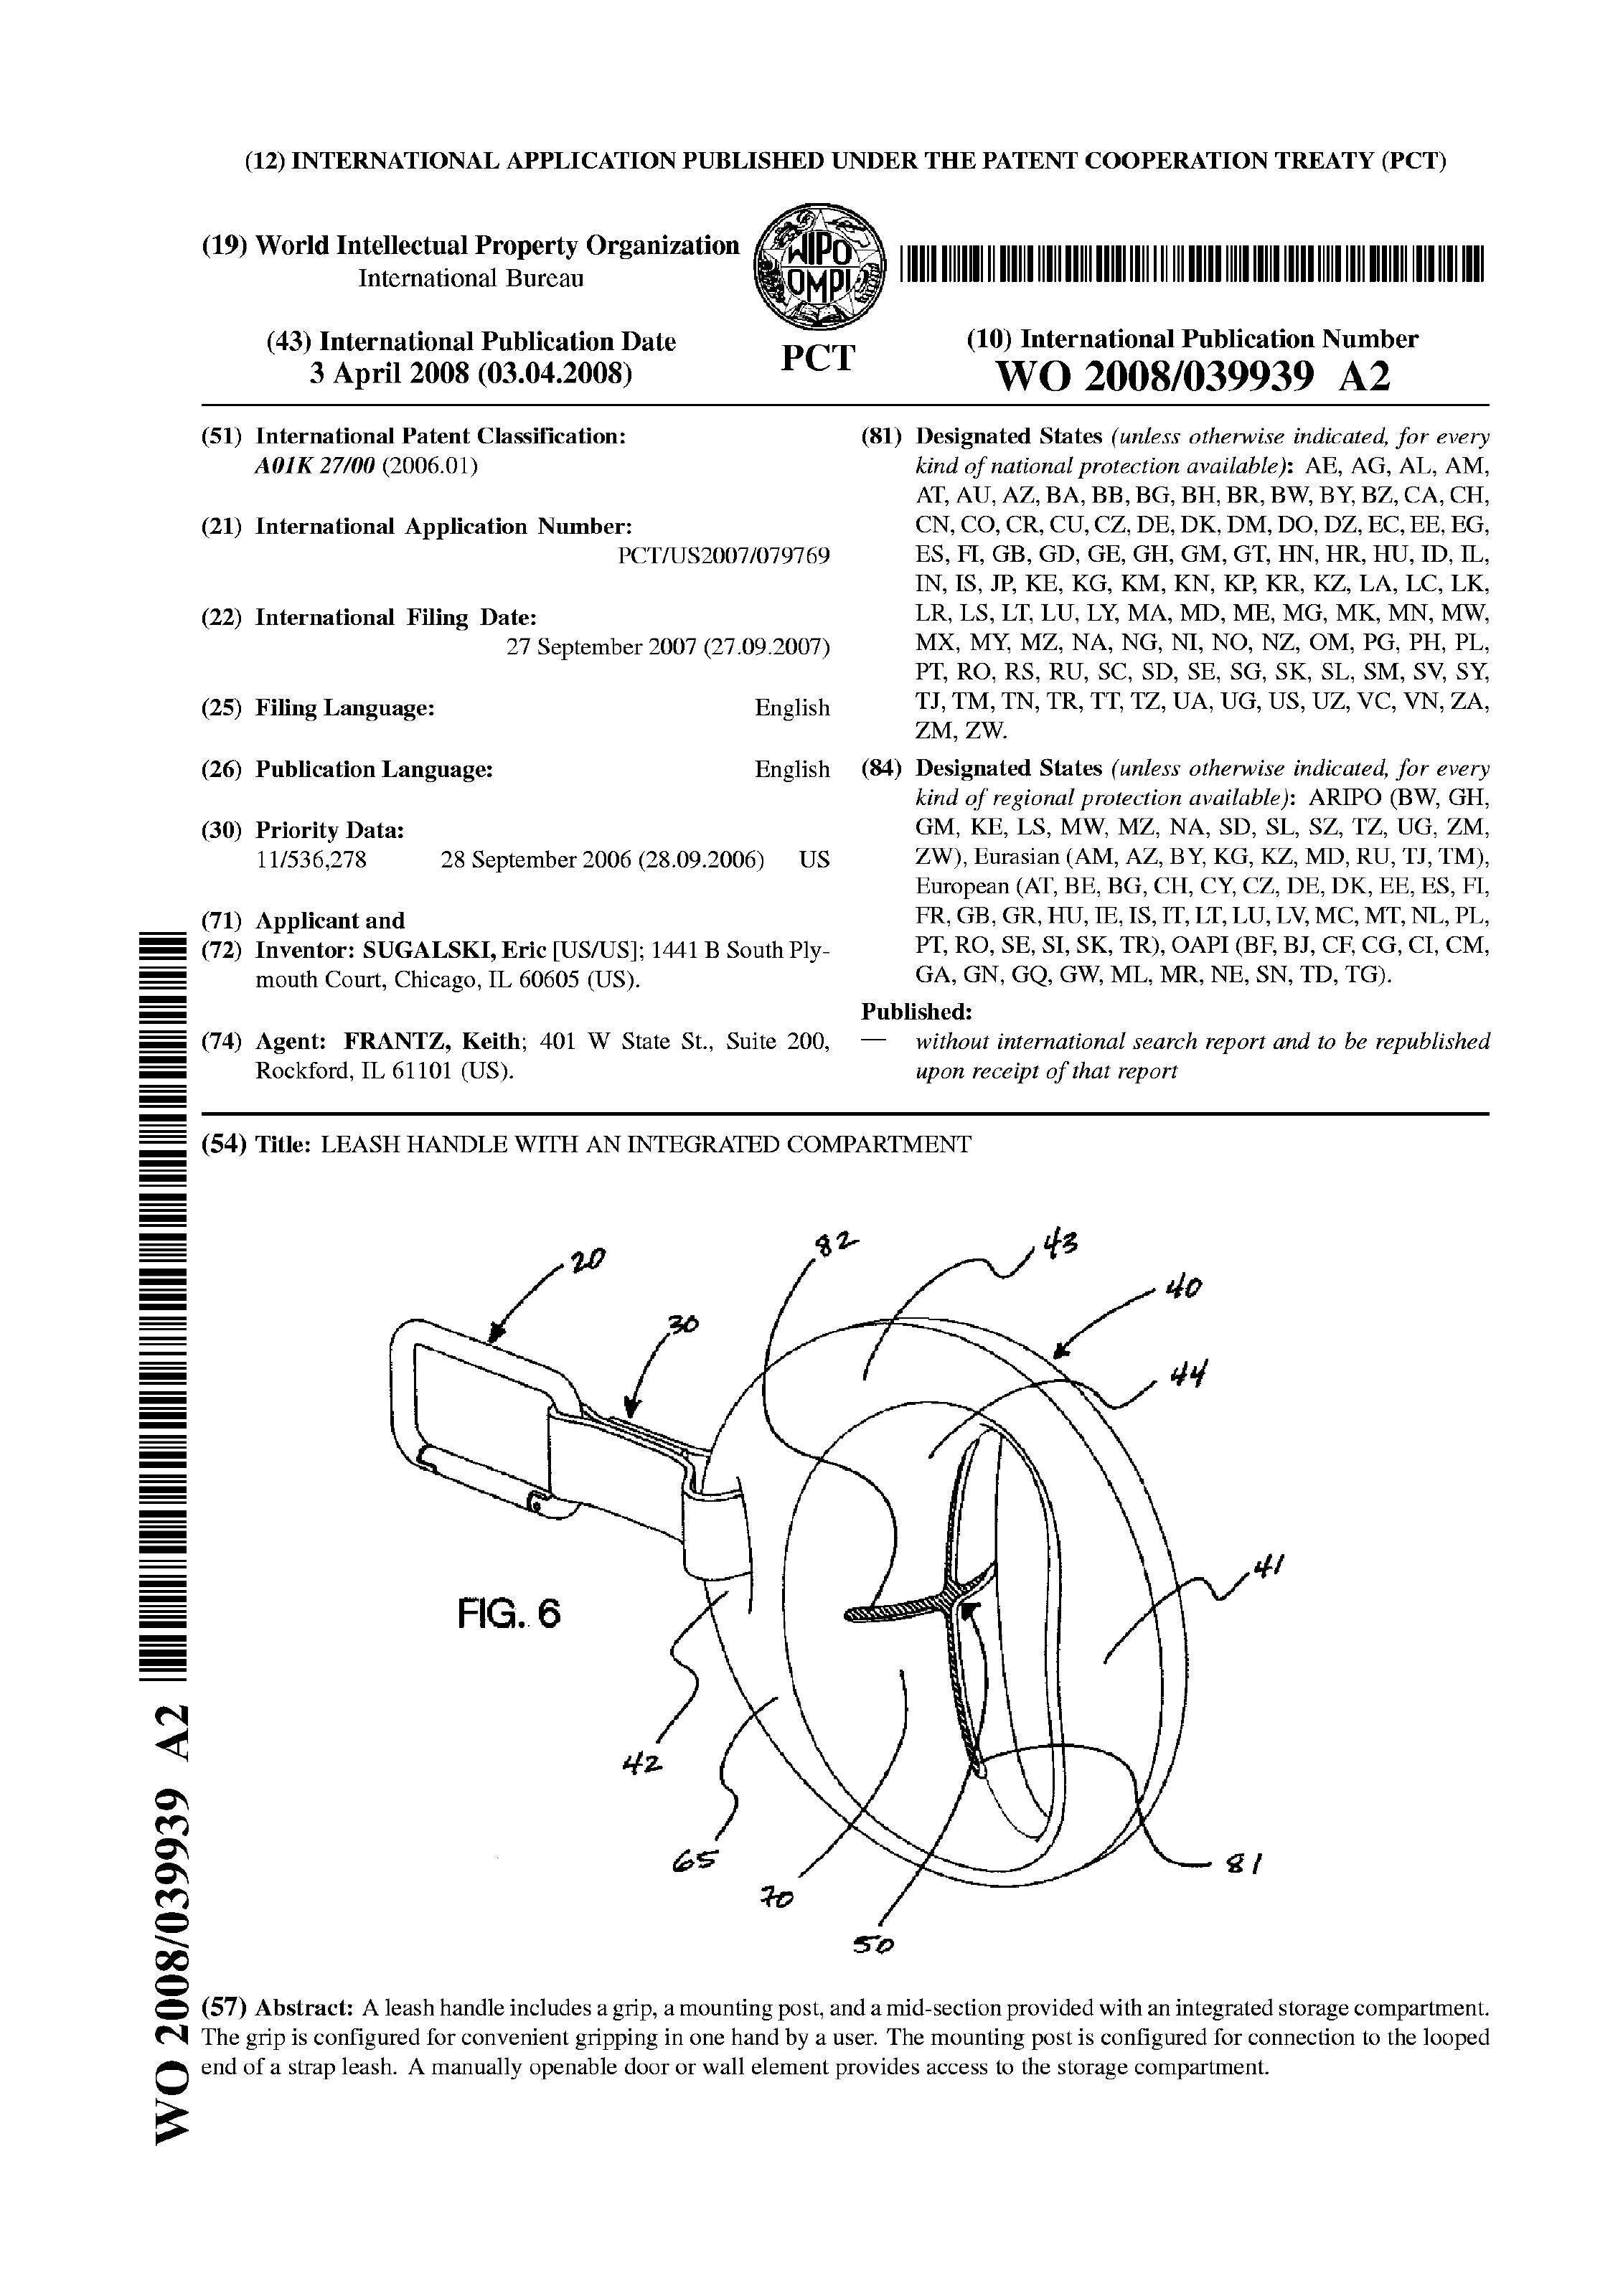 (12) INTERNATIONAL APPLICATION PUBLISHED UNDER THE PATENT COOPERATION TREATY (PCT)
(19) World Intellectual Property Organization
International Bureau
WIPO
OMPI
PCT
(43) International Publication Date
3 April 2008 (03.04.2008)
(10) International Publication Number
WO 2008/039939 A2
(51) International Patent Classification:
A01K 27/00 (2006.01)
(21) International Application Number:
PCT/US2007/079769
(22) International Filing Date:
27 September 2007 (27.09.2007)
(25) Filing Language: English
(26) Publication Language: English
(30) Priority Data:
11/536,278 28 September 2006 (28.09.2006) US
(71) Applicant and
(72) Inventor: SUGALSKI, Eric [US/US]; 1441 B South Ply-
mouth Court, Chicago, IL 60605 (US).
(74) Agent: FRANTZ, Keith; 401 W State St., Suite 200,
Rockford, IL 61101 (US).
(81) Designated States (unless otherwise indicated, for every
kind of national protection available): AE, AG, AL, AM,
AT, AU, AZ, BA, BB, BG, BH, BR, BW, BY, BZ, CA, CH,
CN, CO, CR, CU, CZ, DE, DK, DM, DO, DZ, EC, EE, EG,
ES, FI, GB, GD, GE, GH, GM, GT, HN, HR, HU, ID, IL,
IN, IS, JP, KE, KG, KM, KN, KP, KR, KZ, LA, LC, LK,
LR, LS, LT, LU, LY, MA, MD, ME, MG, MK, MN, MW,
MX, MY, MZ, NA, NG, NI, NO, NZ, OM, PG, PH, PL,
PT, RO, RS, RU, SC, SD, SE, SG, SK, SL, SM, SV, SY,
TJ, TM, TN, TR, TT, TZ, UA, UG, US, UZ, VC, VN, ZA,
ZM, ZW.
(84) Designated States (unless otherwise indicated, for every
kind of regional protection available): ARIPO (BW, GH,
GM, KE, LS, MW, MZ, NA, SD, SL, SZ, TZ, UG, ZM,
ZW), Eurasian (AM, AZ, BY, KG, KZ, MD, RU, TJ, TM),
European (AT, BE, BG, CH, CY, CZ, DE, DK, EE, ES, FI,
FR, GB, GR, HU, IE, IS, IT, LT, LU, LV, MC, MT, NL, PL,
PT, RO, SE, SI, SK, TR), OAPI (BF, BJ, CF, CG, CI, CM,
GA, GN, GQ, GW, ML, MR, NE, SN, TD, TG).
Published:
— without international search report and to be republished
upon receipt of that report
(54) Title: LEASH HANDLE WITH AN INTEGRATED COMPARTMENT
82
43
20
40
30
44
41
FIG. 6
42
65
70
81
50
(57) Abstract: A leash handle includes a grip, a mounting post, and a mid-section provided with an integrated storage compartment.
The grip is configured for convenient gripping in one hand by a user. The mounting post is configured for connection to the looped
end of a strap leash. A manually openable door or wall element provides access to the storage compartment.
WO 2008/039939 A2